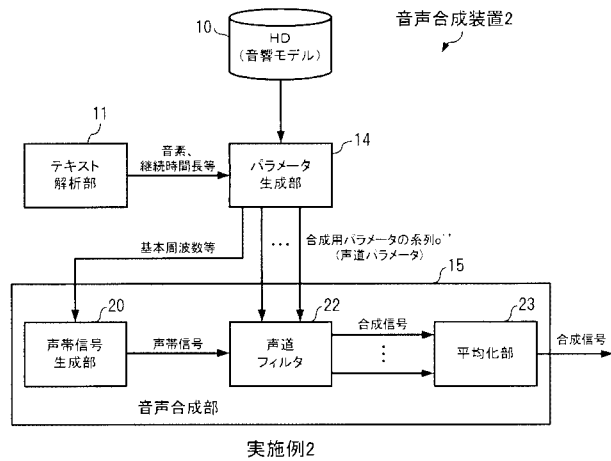 音声合成装置2
10
HD
(音響モデル)
11
テキスト
解析部
音素、
継続時間長等
14
パラメータ
生成部
基本周波数等
…
合成用パラメータの系列o
(声道パラメータ)
15
20
声帯信号
生成部
声帯信号
22
声道
フィルタ
合成信号
⋮
23
平均化部
合成信号
音声合成部
実施例2